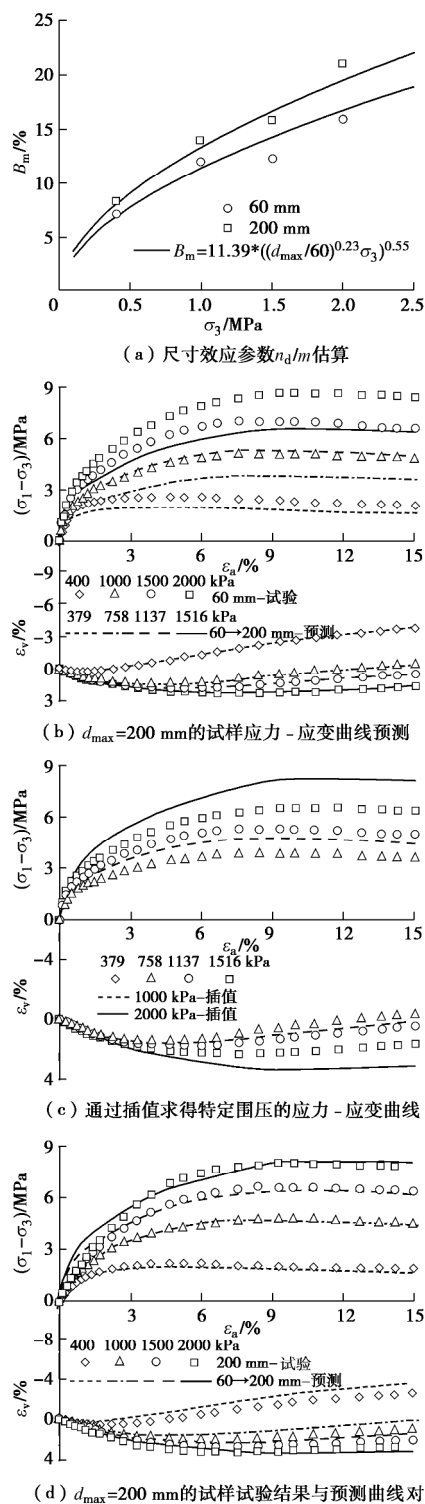 25
20
15
10
5
B_m/%
60 mm
200 mm
B_m=11.39*((d_max/60)^0.23σ_3)^0.55
0 0.5 1.0 1.5 2.0 2.5
σ_3/MPa
(a) 尺寸效应参数n_d/m估算
9
6
3
0
(σ_1-σ_3)/MPa
3 6 9 12 15
ε_a/%
-9
-6
-3
0
3
ε_v/%
400 1000 1500 2000 kPa
60 mm-试验
379 758 1137 1516 kPa
60→200 mm-预测
(b) d_max=200 mm的试样应力-应变曲线预测
9
6
3
0
(σ_1-σ_3)/MPa
3 6 9 12 15
ε_a/%
-4
0
4
ε_v/%
379 758 1137 1516 kPa
1000 kPa-插值
2000 kPa-插值
(c) 通过插值求得特定围压的应力-应变曲线
9
6
3
0
(σ_1-σ_3)/MPa
3 6 9 12 15
ε_a/%
-8
-4
0
4
ε_v/%
400 1000 1500 2000 kPa
200 mm-试验
60→200 mm-预测
(d) d_max=200 mm的试样试验结果与预测曲线对